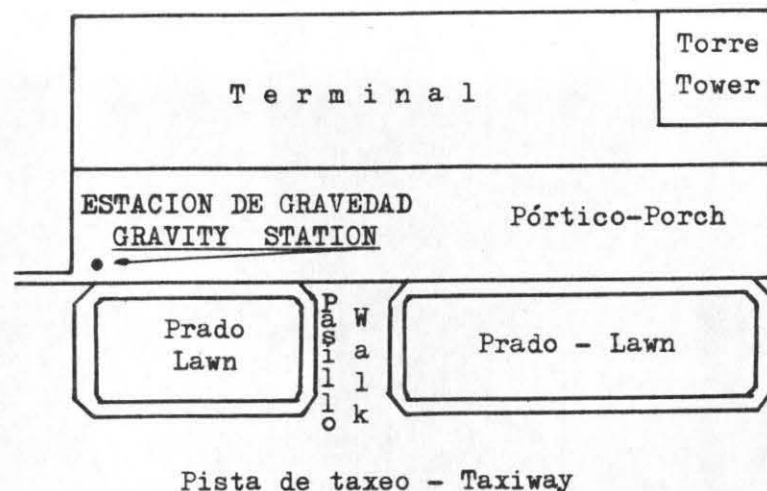 Torre
Tower
T e r m i n a l
ESTACION DE GRAVEDAD
GRAVITY STATION
Pórtico-Porch
Prado
Lawn
Pasillo
Walk
Prado - Lawn
Pista de taxeo - Taxiway